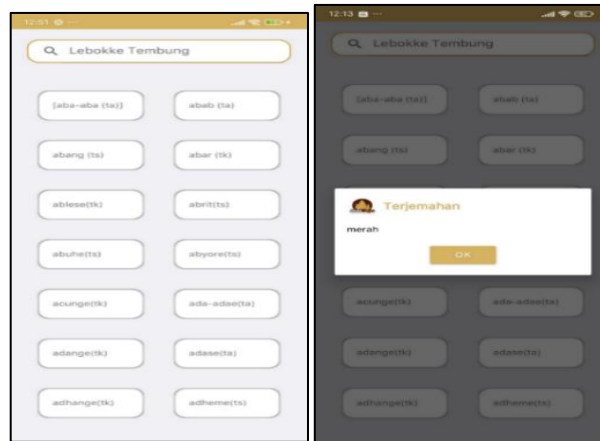 12:51
Lebokke Tembung
[aba-aba (ta)] abab (ta)
abang (ts) abar (tk)
ablese(tk) abrit(ts)
abuhe(ts) abyore(ts)
acunge(tk) ada-adae(ta)
adange(tk) adase(ta)
adhange(tk) adheme(ts)
12:13
Lebokke Tembung
[aba-aba (ta)] abab (ta)
abang (ts) abar (tk)
Terjemahan
merah
OK
acunge(tk) ada-adae(ta)
adange(tk) adase(ta)
adhange(tk) adheme(ts)